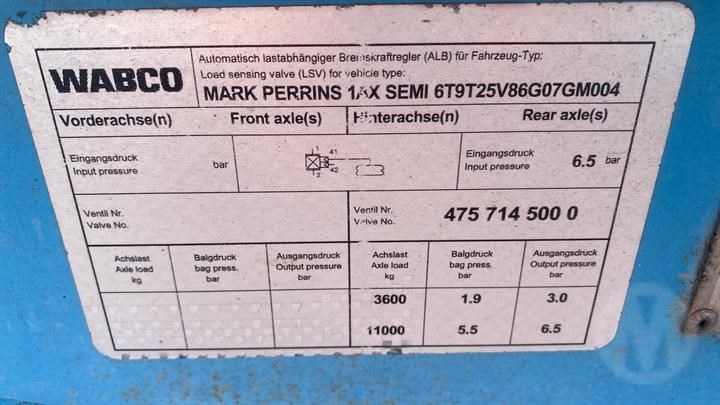 WABCO
Automatisch lastabhängiger Bremskraftregler (ALB) für Fahrzeug-Typ:
Load sensing valve (LSV) for vehicle type:
MARK PERRINS 1AX SEMI 6T9T25V86G07GM004
Vorderachse(n) Front axle(s) Hinterachse(n) Rear axle(s)
Eingangsdruck
Input pressure bar
1 41
42
2
Eingangsdruck
Input pressure 6.5 bar
Ventil Nr.
Valve No.
Ventil Nr.
Valve No. 475 714 500 0
Achslast Balgdruck Ausgangsdruck Achslast Balgdruck Ausgangsdruck
Axle load bag press. Output pressure Axle load bag press. Output pressure
kg bar bar kg bar bar
3600 1.9 3.0
11000 5.5 6.5